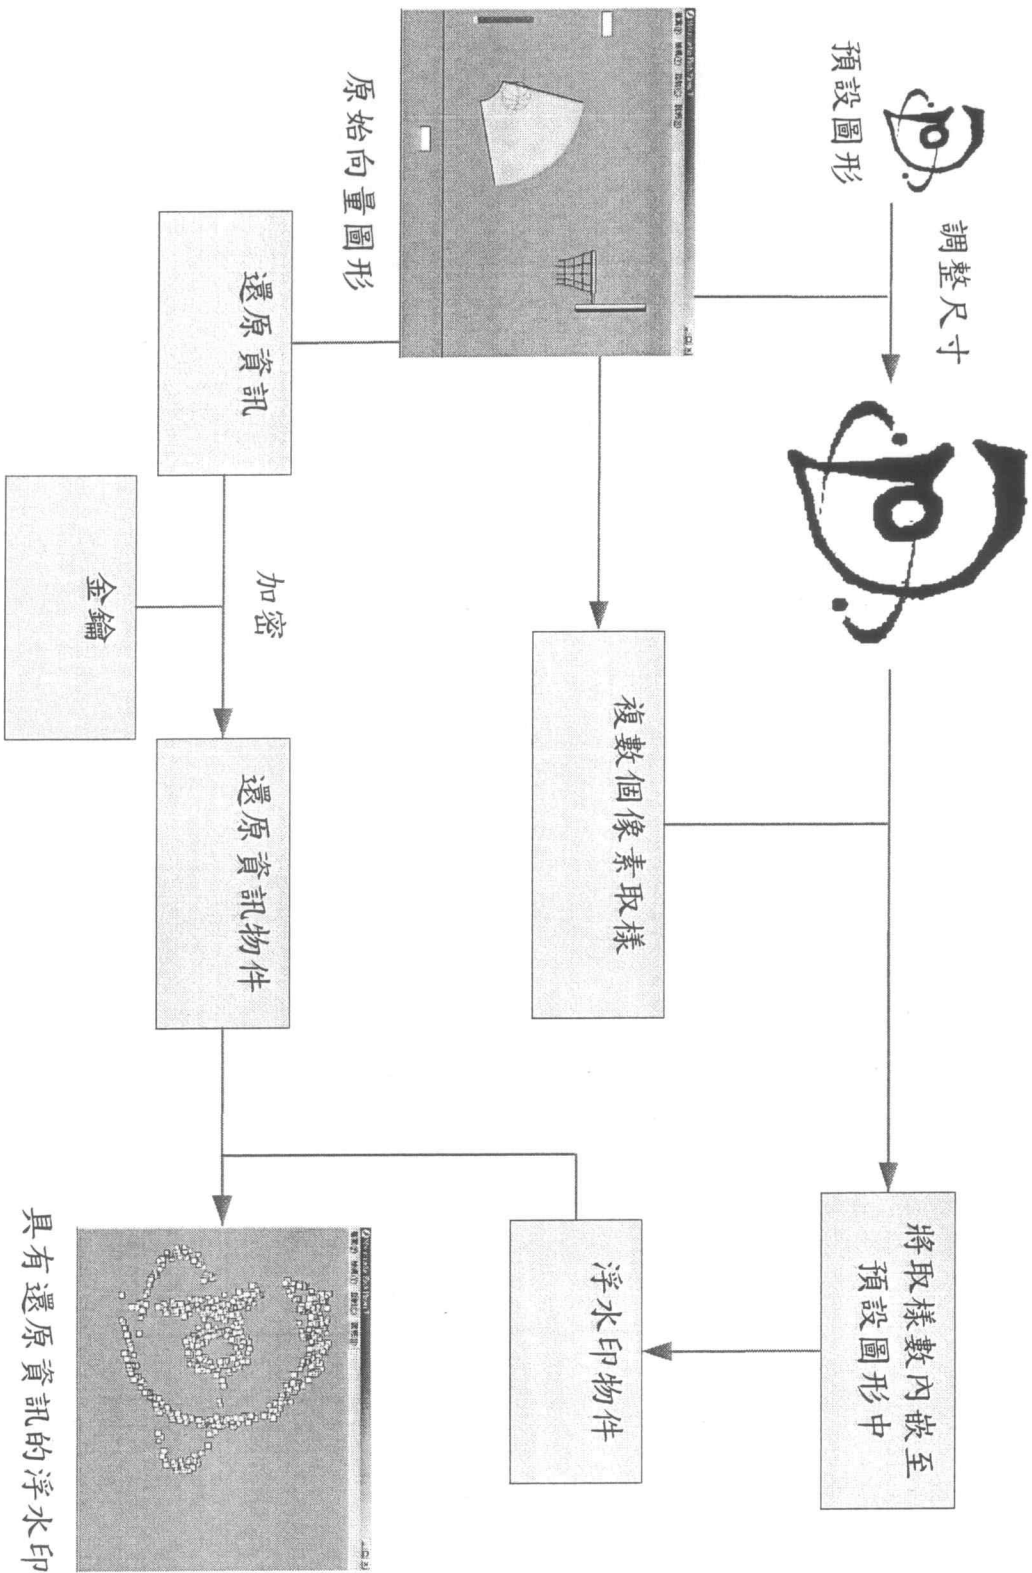 預設圖形
調整尺寸
原始向量圖形
還原資訊
加密
金鑰
還原資訊物件
複數個像素取樣
將取樣數內嵌至
預設圖形中
浮水印物件
具有還原資訊的浮水印